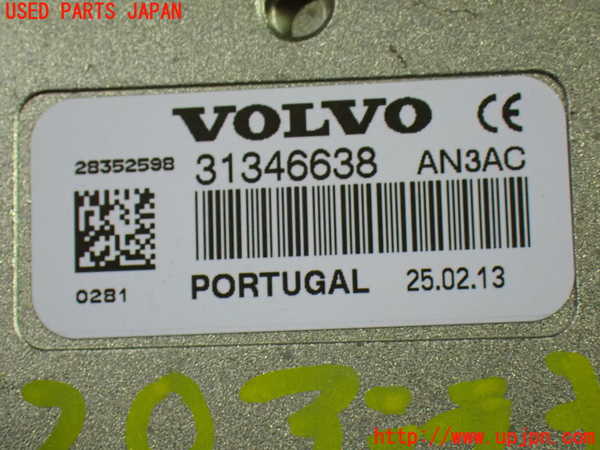 USED PARTS JAPAN
VOLVO CE
28352598 31346638 AN3AC
0281 PORTUGAL 25.02.13
http://www.upjpn.com/